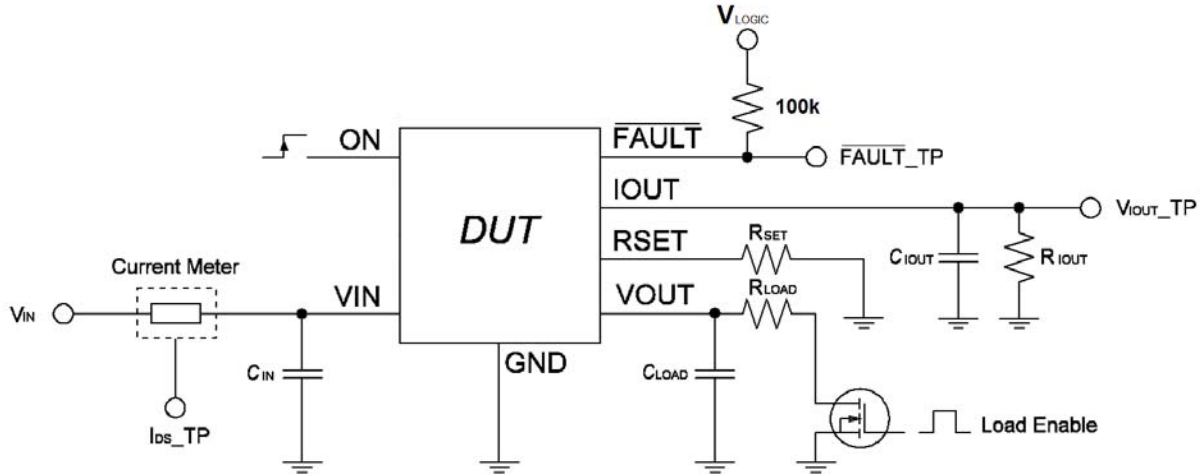 VLOGIC
100k
ON
FAULT
FAULT_TP
IOUT
VIOUT_TP
DUT
RSET
RSET
CIOUT
RIOUT
Current Meter
VIN
VIN
VOUT
RLOAD
GND
CIN
CLOAD
IDS_TP
Load Enable